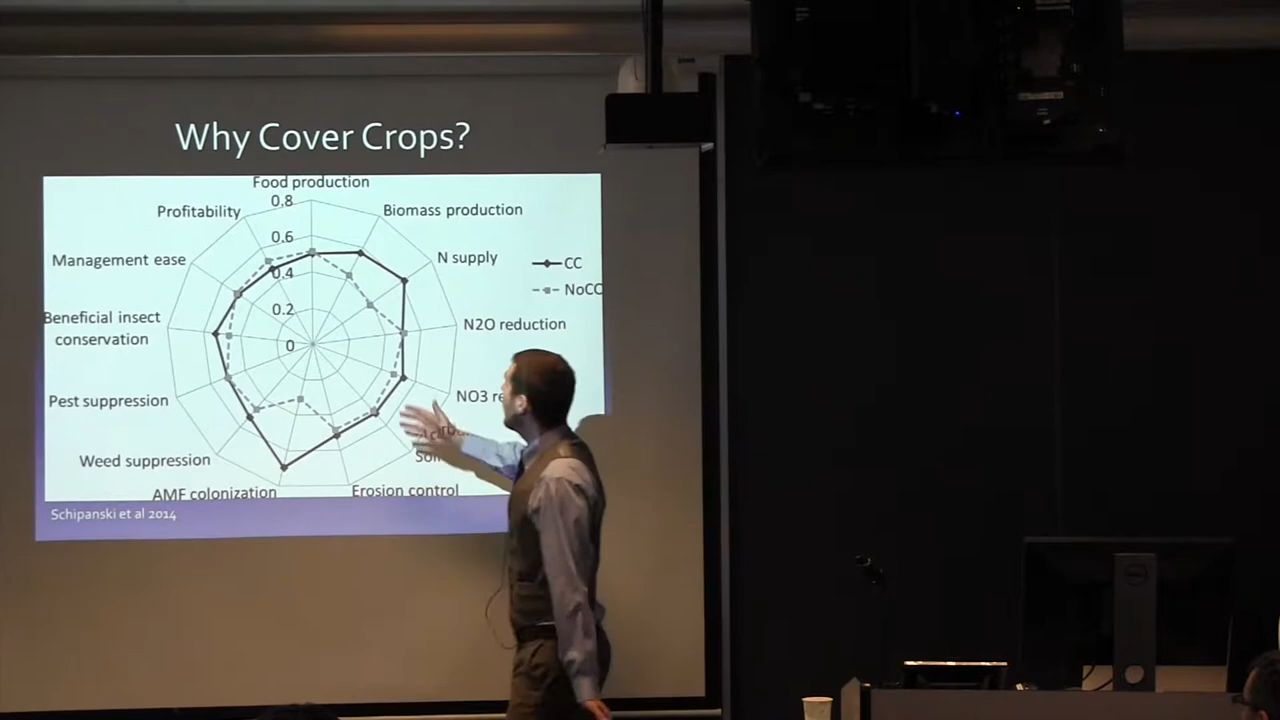 Why Cover Crops?
Food production
0.8
Profitability
Biomass production
0.6
Management ease
N supply
CC
0.4
NoCC
0.2
Beneficial insect
conservation
N2O reduction
0
Pest suppression
NO3
Weed suppression
AMF colonization
Erosion control
Schipanski et al 2014
DELL